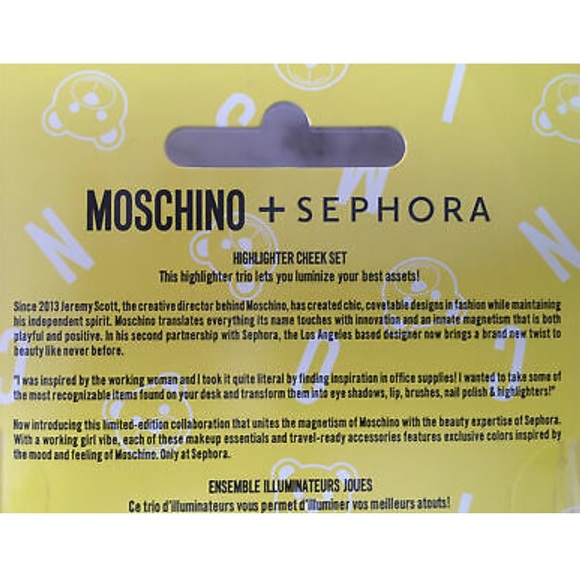 MOSCHINO + SEPHORA
HIGHLIGHTER CHEEK SET
This highlighter trio lets you luminize your best assets!
Since 2013 Jeremy Scott, the creative director behind Moschino, has created chic, covetable designs in fashion while maintaining
his independent spirit. Moschino translates everything its name touches with innovation and an innate magnetism that is both
playful and positive. In his second partnership with Sephora, the Los Angeles based designer now brings a brand new twist to
beauty like never before.
"I was inspired by the working woman and I took it quite literal by finding inspiration in office supplies! I wanted to take some of
the most recognizable items found on your desk and transform them into eye shadows, lip, brushes, nail polish & highlighters!"
Now introducing this limited-edition collaboration that unites the magnetism of Moschino with the beauty expertise of Sephora.
With a working girl vibe, each of these makeup essentials and travel-ready accessories features exclusive colors inspired by
the mood and feeling of Moschino. Only at Sephora.
ENSEMBLE ILLUMINATEURS JOUES
Ce trio d'illuminateurs vous permet d'illuminer vos meilleurs atouts!